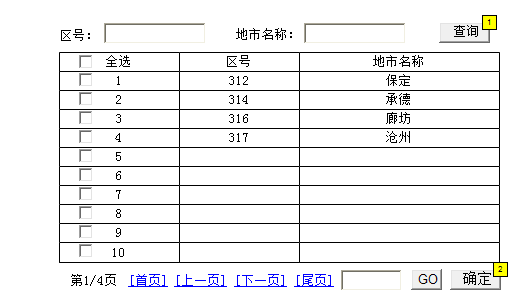 区号： 地市名称： 查询 1
全选 区号 地市名称
1 312 保定
2 314 承德
3 316 廊坊
4 317 沧州
5
6
7
8
9
10
第1/4页 [首页] [上一页] [下一页] [尾页] GO 确定 2